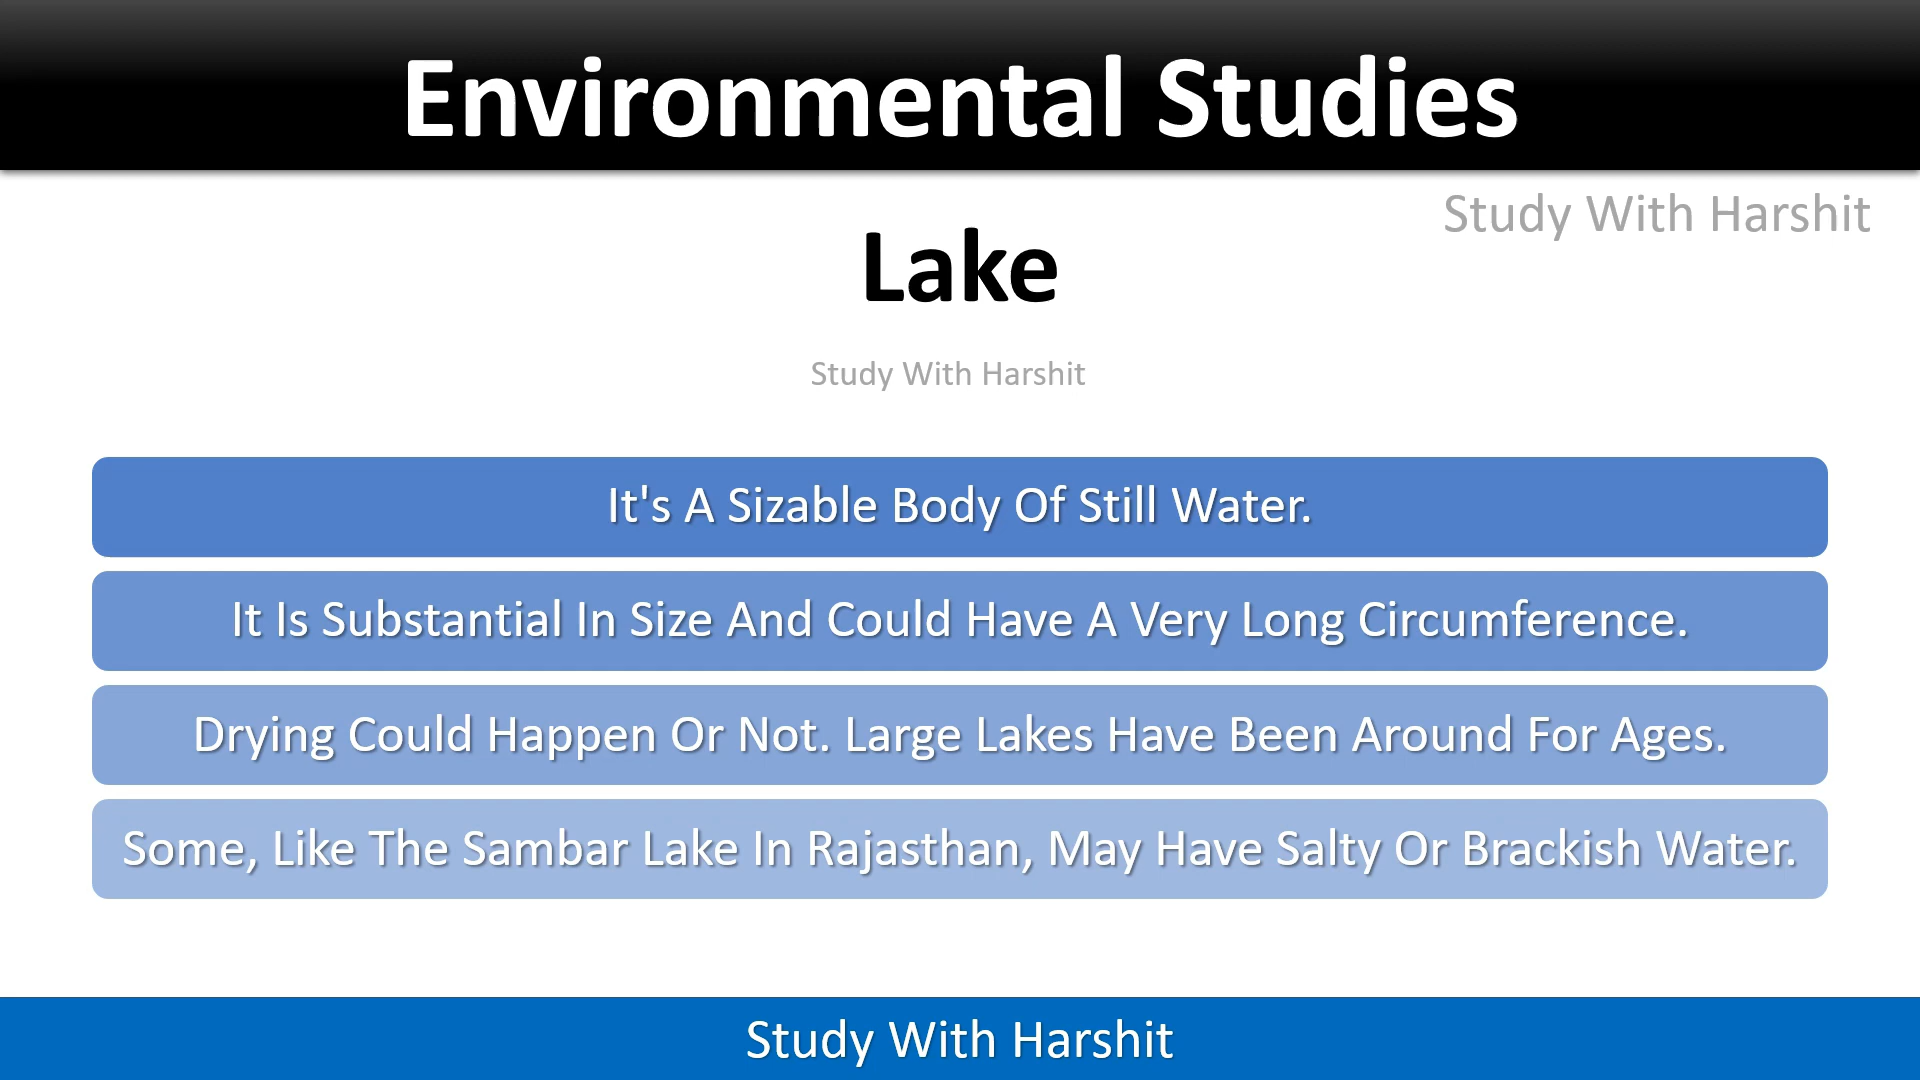 Environmental Studies
Study With Harshit
Lake
Study With Harshit
It's A Sizable Body Of Still Water.
It Is Substantial In Size And Could Have A Very Long Circumference.
Drying Could Happen Or Not. Large Lakes Have Been Around For Ages.
Some, Like The Sambar Lake In Rajasthan, May Have Salty Or Brackish Water.
Study With Harshit